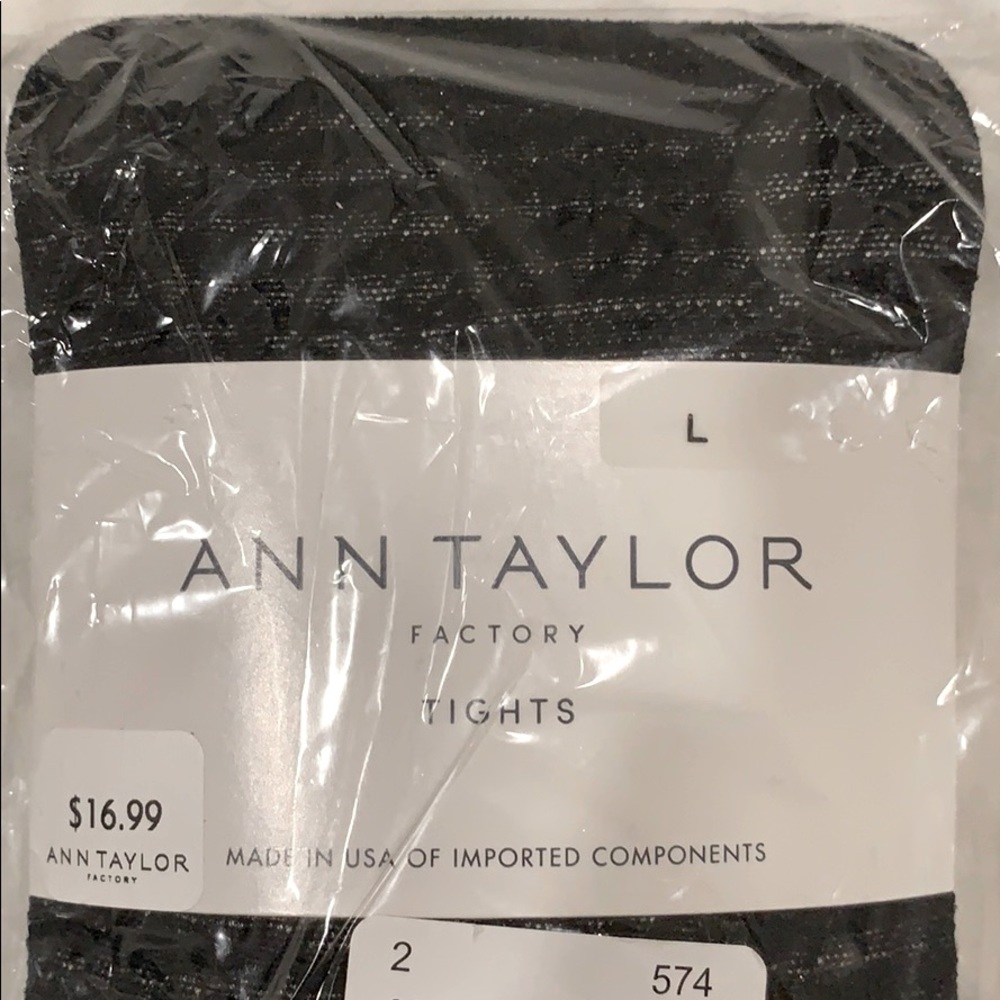 L
ANN TAYLOR
FACTORY
TIGHTS
$16.99
ANN TAYLOR
FACTORY
MADE IN USA OF IMPORTED COMPONENTS
2 574